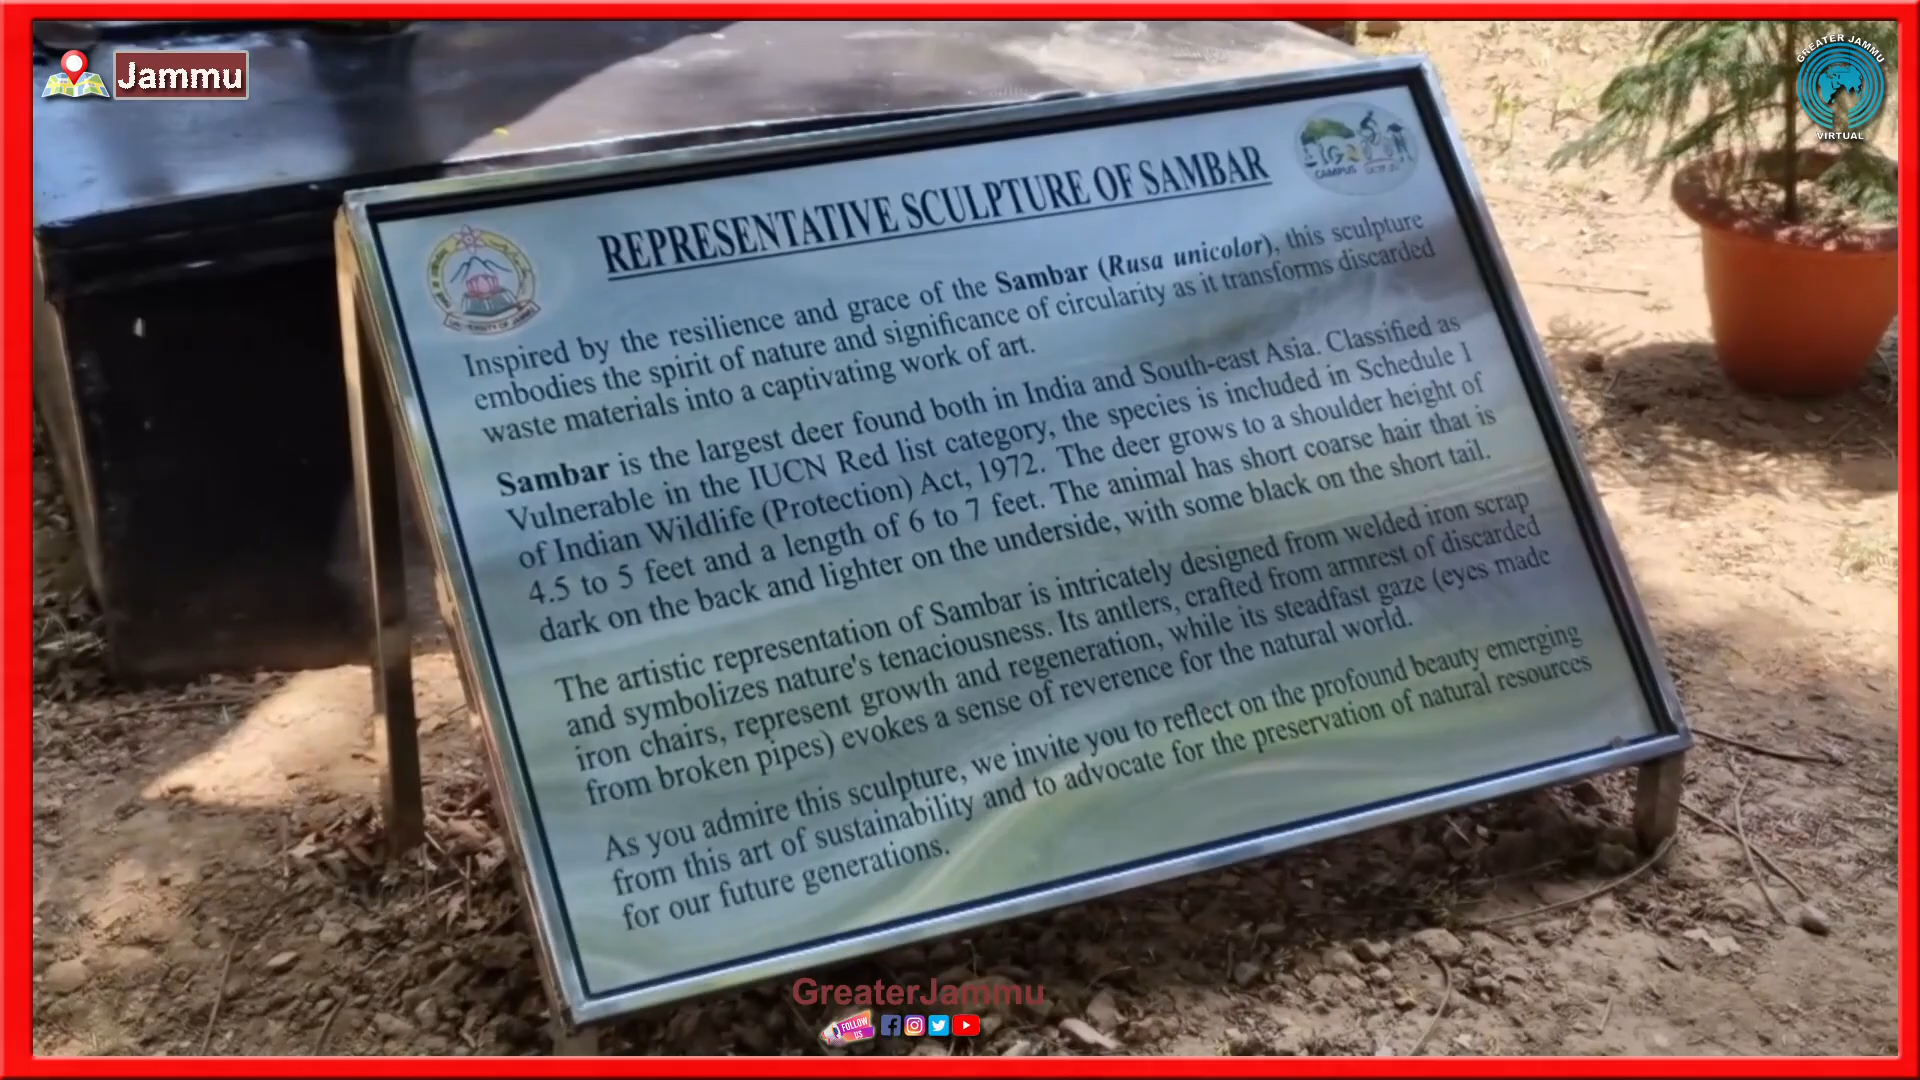 Jammu
GREATER JAMMU
VIRTUAL
CAMPUS
UNIVERSITY OF JAMMU
REPRESENTATIVE SCULPTURE OF SAMBAR
Inspired by the resilience and grace of the Sambar (Rusa unicolor), this sculpture
embodies the spirit of nature and significance of circularity as it transforms discarded
waste materials into a captivating work of art.
Sambar is the largest deer found both in India and South-east Asia. Classified as
Vulnerable in the IUCN Red list category, the species is included in Schedule I
of Indian Wildlife (Protection) Act, 1972. The deer grows to a shoulder height of
4.5 to 5 feet and a length of 6 to 7 feet. The animal has short coarse hair that is
dark on the back and lighter on the underside, with some black on the short tail.
The artistic representation of Sambar is intricately designed from welded iron scrap
and symbolizes nature's tenaciousness. Its antlers, crafted from armrest of discarded
iron chairs, represent growth and regeneration, while its steadfast gaze (eyes made
from broken pipes) evokes a sense of reverence for the natural world.
As you admire this sculpture, we invite you to reflect on the profound beauty emerging
from this art of sustainability and to advocate for the preservation of natural resources
for our future generations.
GreaterJammu
FOLLOW
US